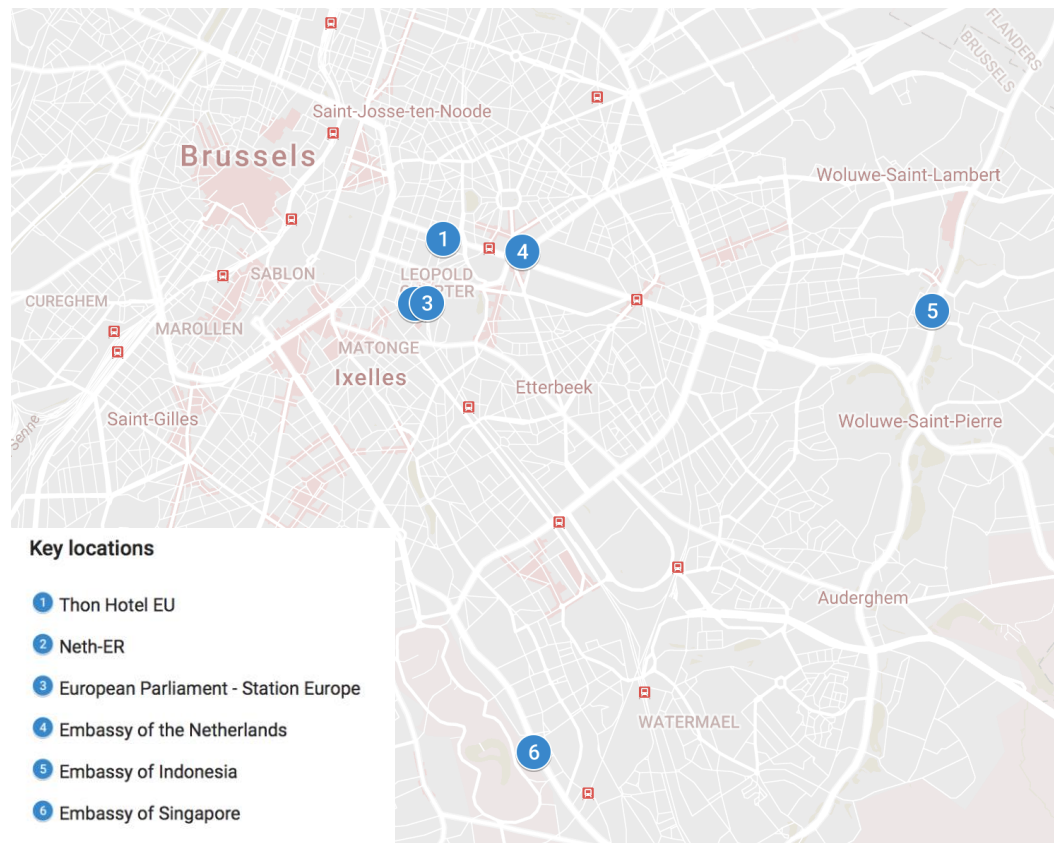 FLANDERS
BRUSSELS
Saint-Josse-ten-Noode
Brussels
Woluwe-Saint-Lambert
1
4
SABLON
LEOPOLD
CUREGHEM
3
5
MAROLLEN
MATONGE
Ixelles
Etterbeek
Saint-Gilles
Woluwe-Saint-Pierre
Senne
Key locations
1 Thon Hotel EU
2 Neth-ER
3 European Parliament - Station Europe
4 Embassy of the Netherlands
5 Embassy of Indonesia
6 Embassy of Singapore
Auderghem
WATERMAEL
6